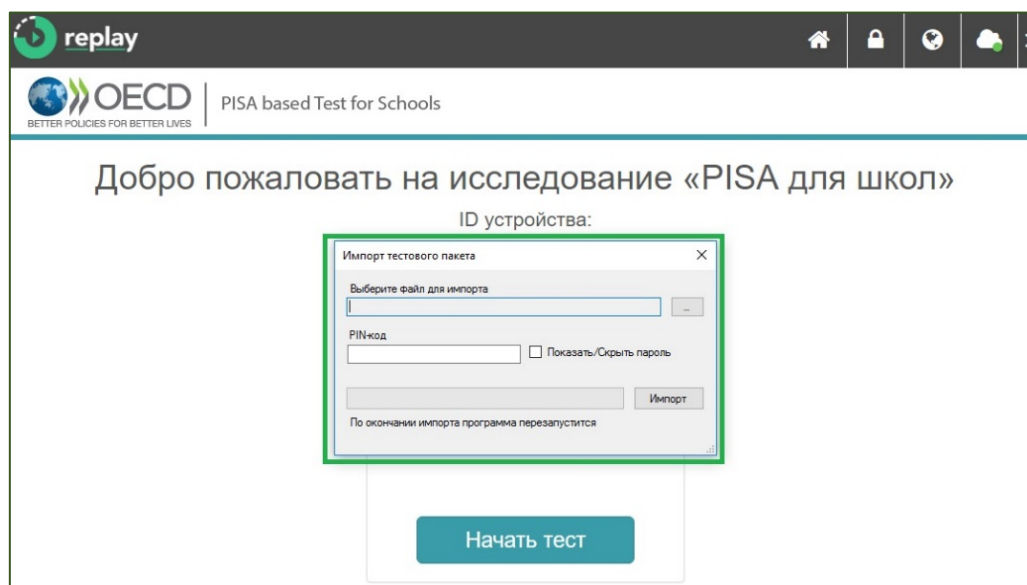 replay
OECD
BETTER POLICIES FOR BETTER LIVES
PISA based Test for Schools
Добро пожаловать на исследование «PISA для школ»
ID устройства:
Импорт тестового пакета
Выберите файл для импорта
...
PIN-код
Показать/Скрыть пароль
Импорт
По окончании импорта программа перезапустится
Начать тест